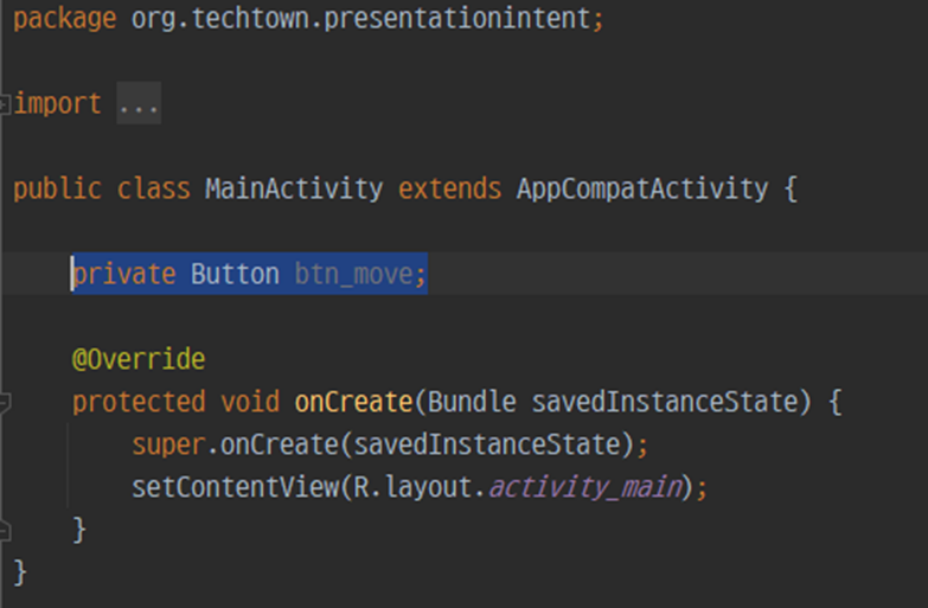 package org.techtown.presentationintent;
import ...
public class MainActivity extends AppCompatActivity {
private Button btn_move;
@Override
protected void onCreate(Bundle savedInstanceState) {
super.onCreate(savedInstanceState);
setContentView(R.layout.activity_main);
}
}